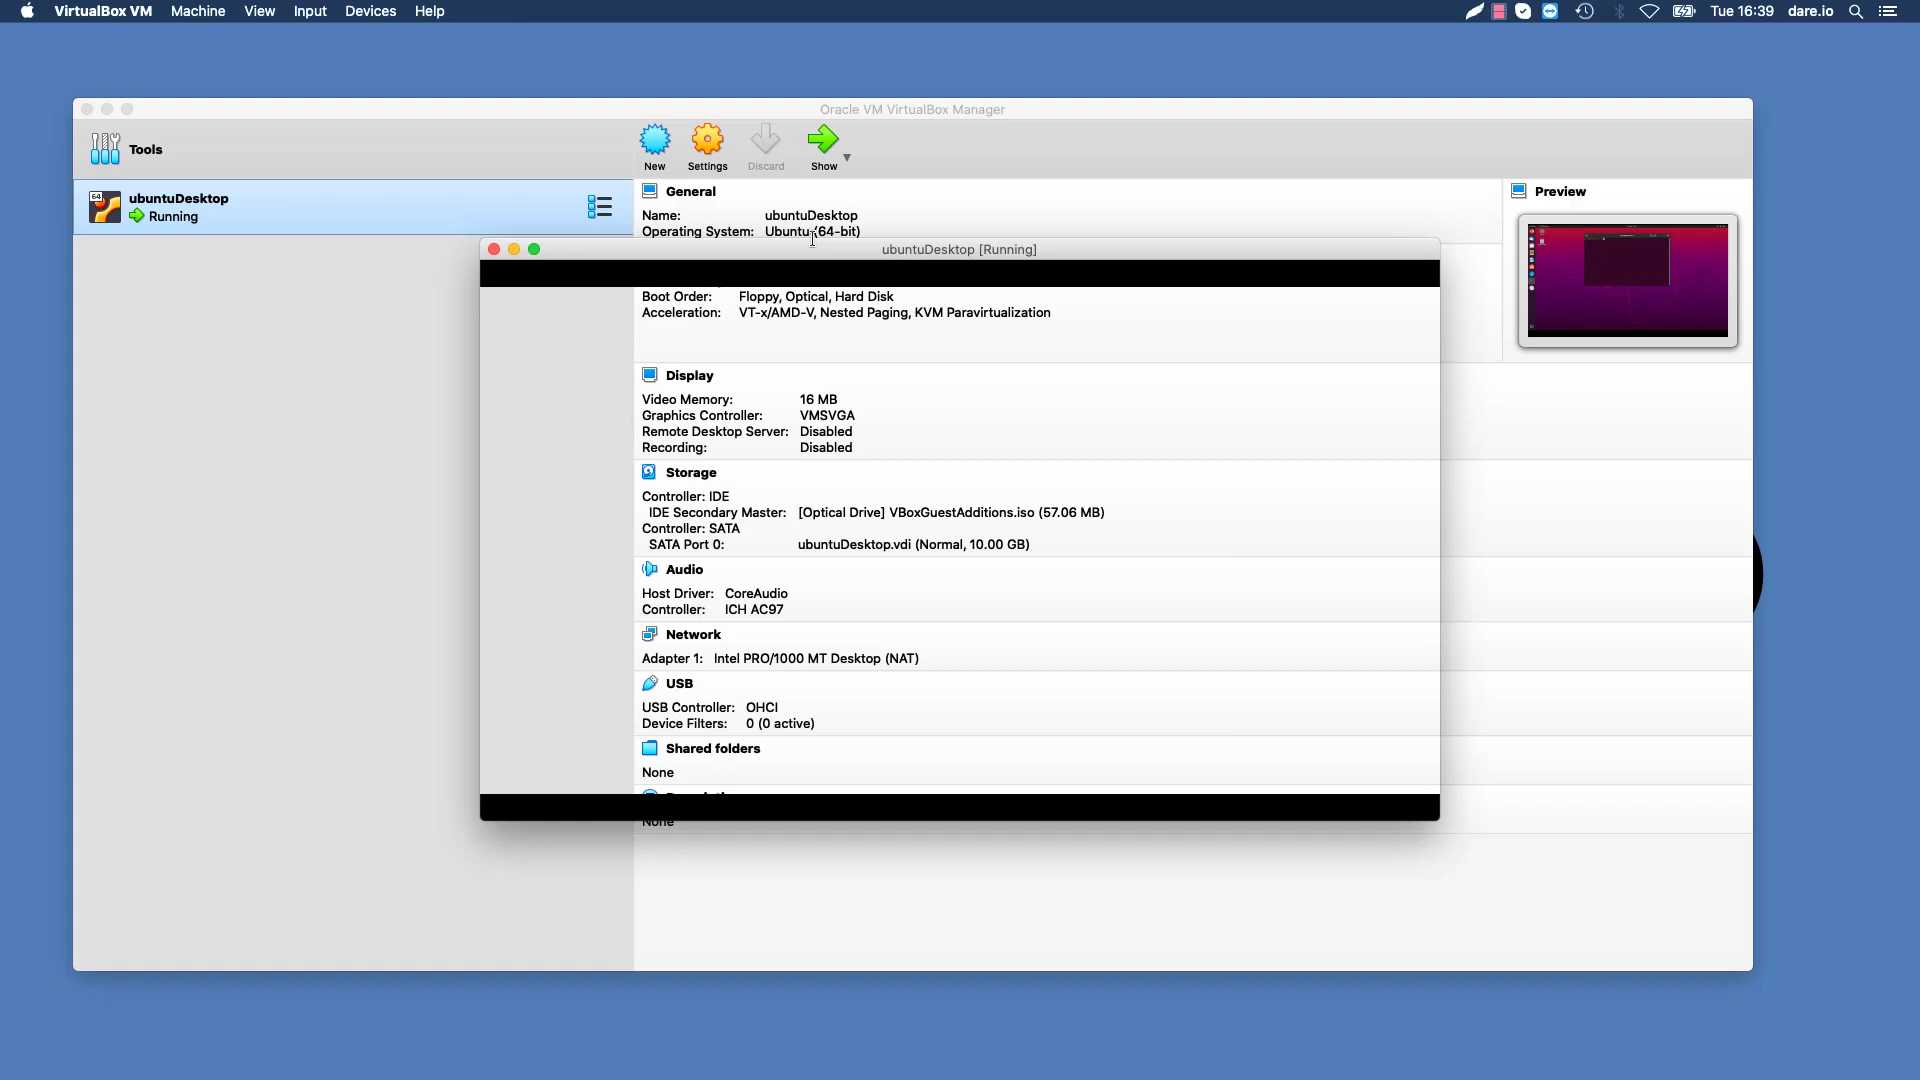 VirtualBox VM Machine View Input Devices Help Tue 16:39 dare.io
Oracle VM VirtualBox Manager
Tools
New Settings Discard Show
64 ubuntuDesktop
Running
General
Name: ubuntuDesktop
Operating System: Ubuntu (64-bit)
Preview
ubuntuDesktop [Running]
Boot Order: Floppy, Optical, Hard Disk
Acceleration: VT-x/AMD-V, Nested Paging, KVM Paravirtualization
Display
Video Memory: 16 MB
Graphics Controller: VMSVGA
Remote Desktop Server: Disabled
Recording: Disabled
Storage
Controller: IDE
IDE Secondary Master: [Optical Drive] VBoxGuestAdditions.iso (57.06 MB)
Controller: SATA
SATA Port 0: ubuntuDesktop.vdi (Normal, 10.00 GB)
Audio
Host Driver: CoreAudio
Controller: ICH AC97
Network
Adapter 1: Intel PRO/1000 MT Desktop (NAT)
USB
USB Controller: OHCI
Device Filters: 0 (0 active)
Shared folders
None
None